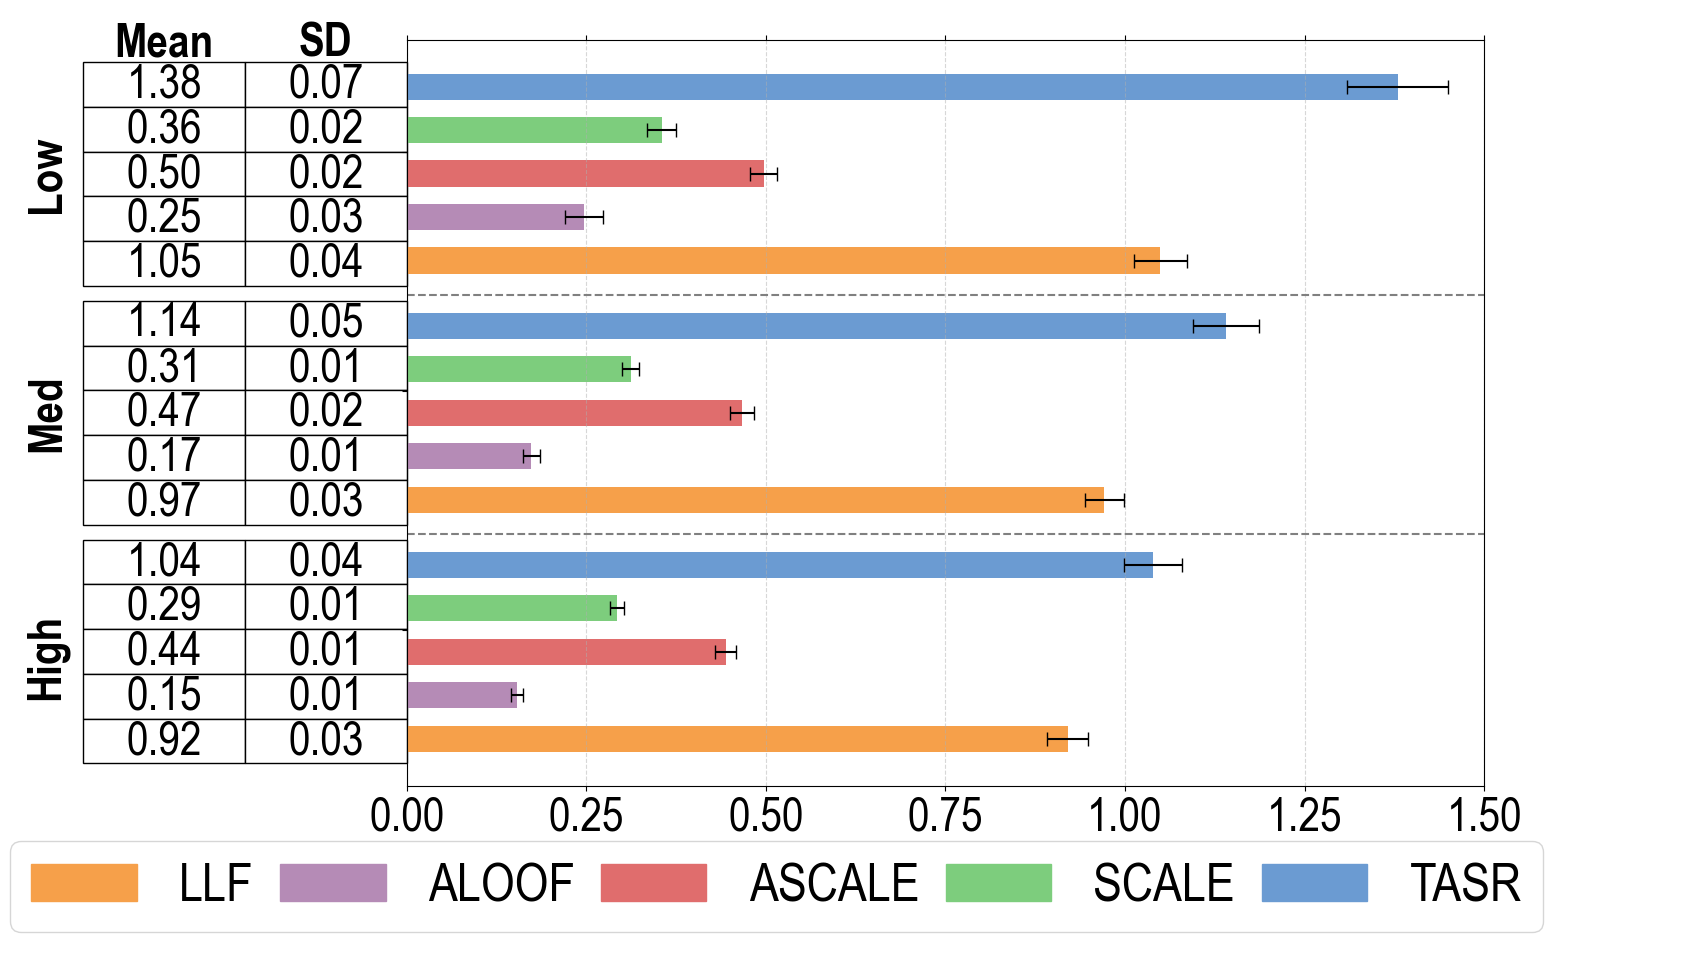 Mean SD
Low
1.38 0.07
0.36 0.02
0.50 0.02
0.25 0.03
1.05 0.04
Med
1.14 0.05
0.31 0.01
0.47 0.02
0.17 0.01
0.97 0.03
High
1.04 0.04
0.29 0.01
0.44 0.01
0.15 0.01
0.92 0.03
0.00 0.25 0.50 0.75 1.00 1.25 1.50
LLF ALOOF ASCALE SCALE TASR